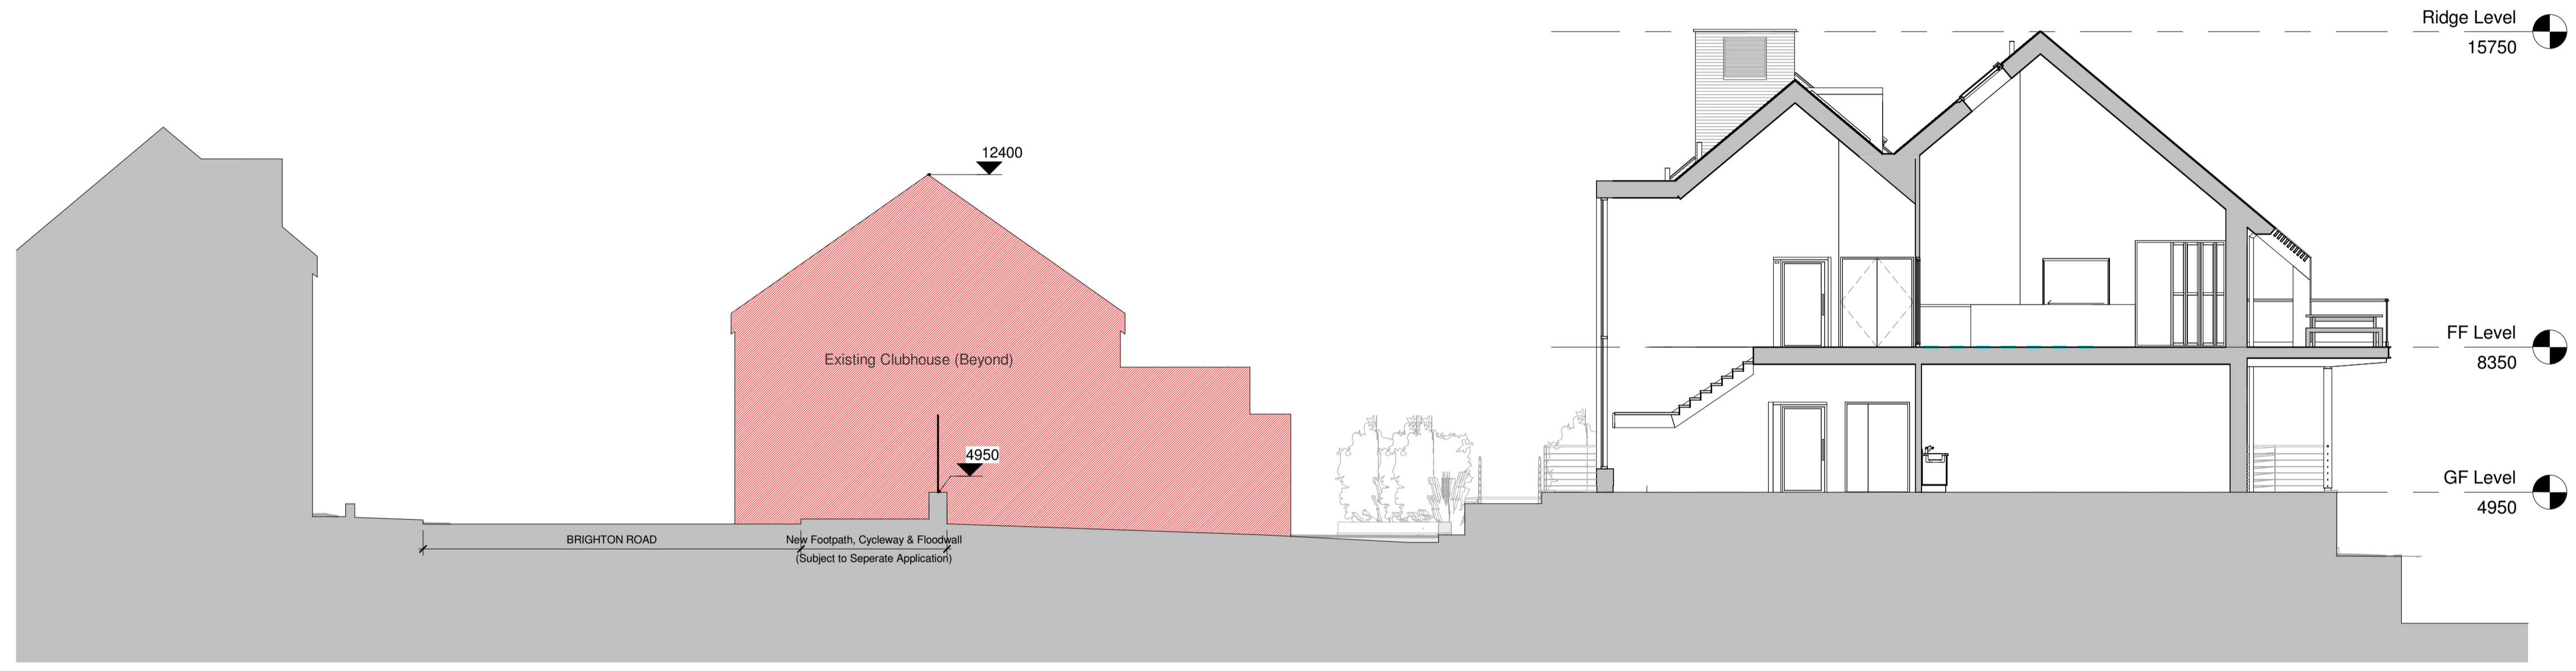 Ridge Level
15750
12400
Existing Clubhouse (Beyond)
FF Level
8350
4950
GF Level
4950
BRIGHTON ROAD
New Footpath, Cycleway & Floodwall
(Subject to Seperate Application)